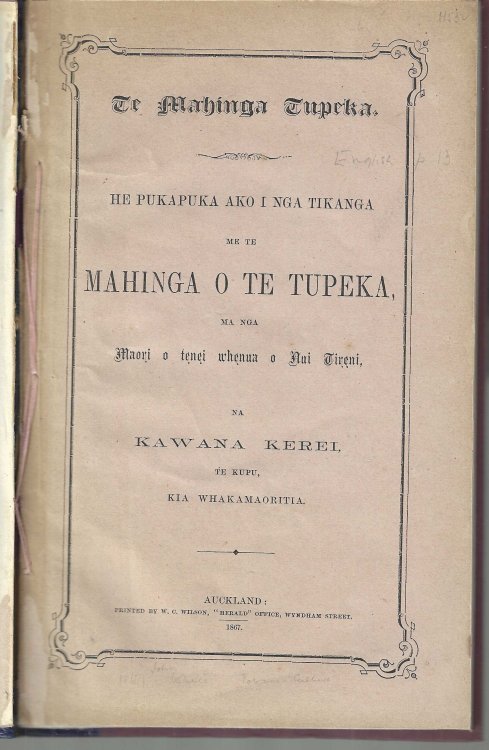 Te Mahinga Tupeka.
English p 13
HE PUKAPUKA AKO I NGA TIKANGA
ME TE
MAHINGA O TE TUPEKA,
MA NGA
Maori o tenei whenua o Nui Tireni,
NA
KAWANA KEREI,
TE KUPU,
KIA WHAKAMAORITIA.
AUCKLAND:
PRINTED BY W. C. WILSON, "HERALD" OFFICE, WYNDHAM STREET.
1867.